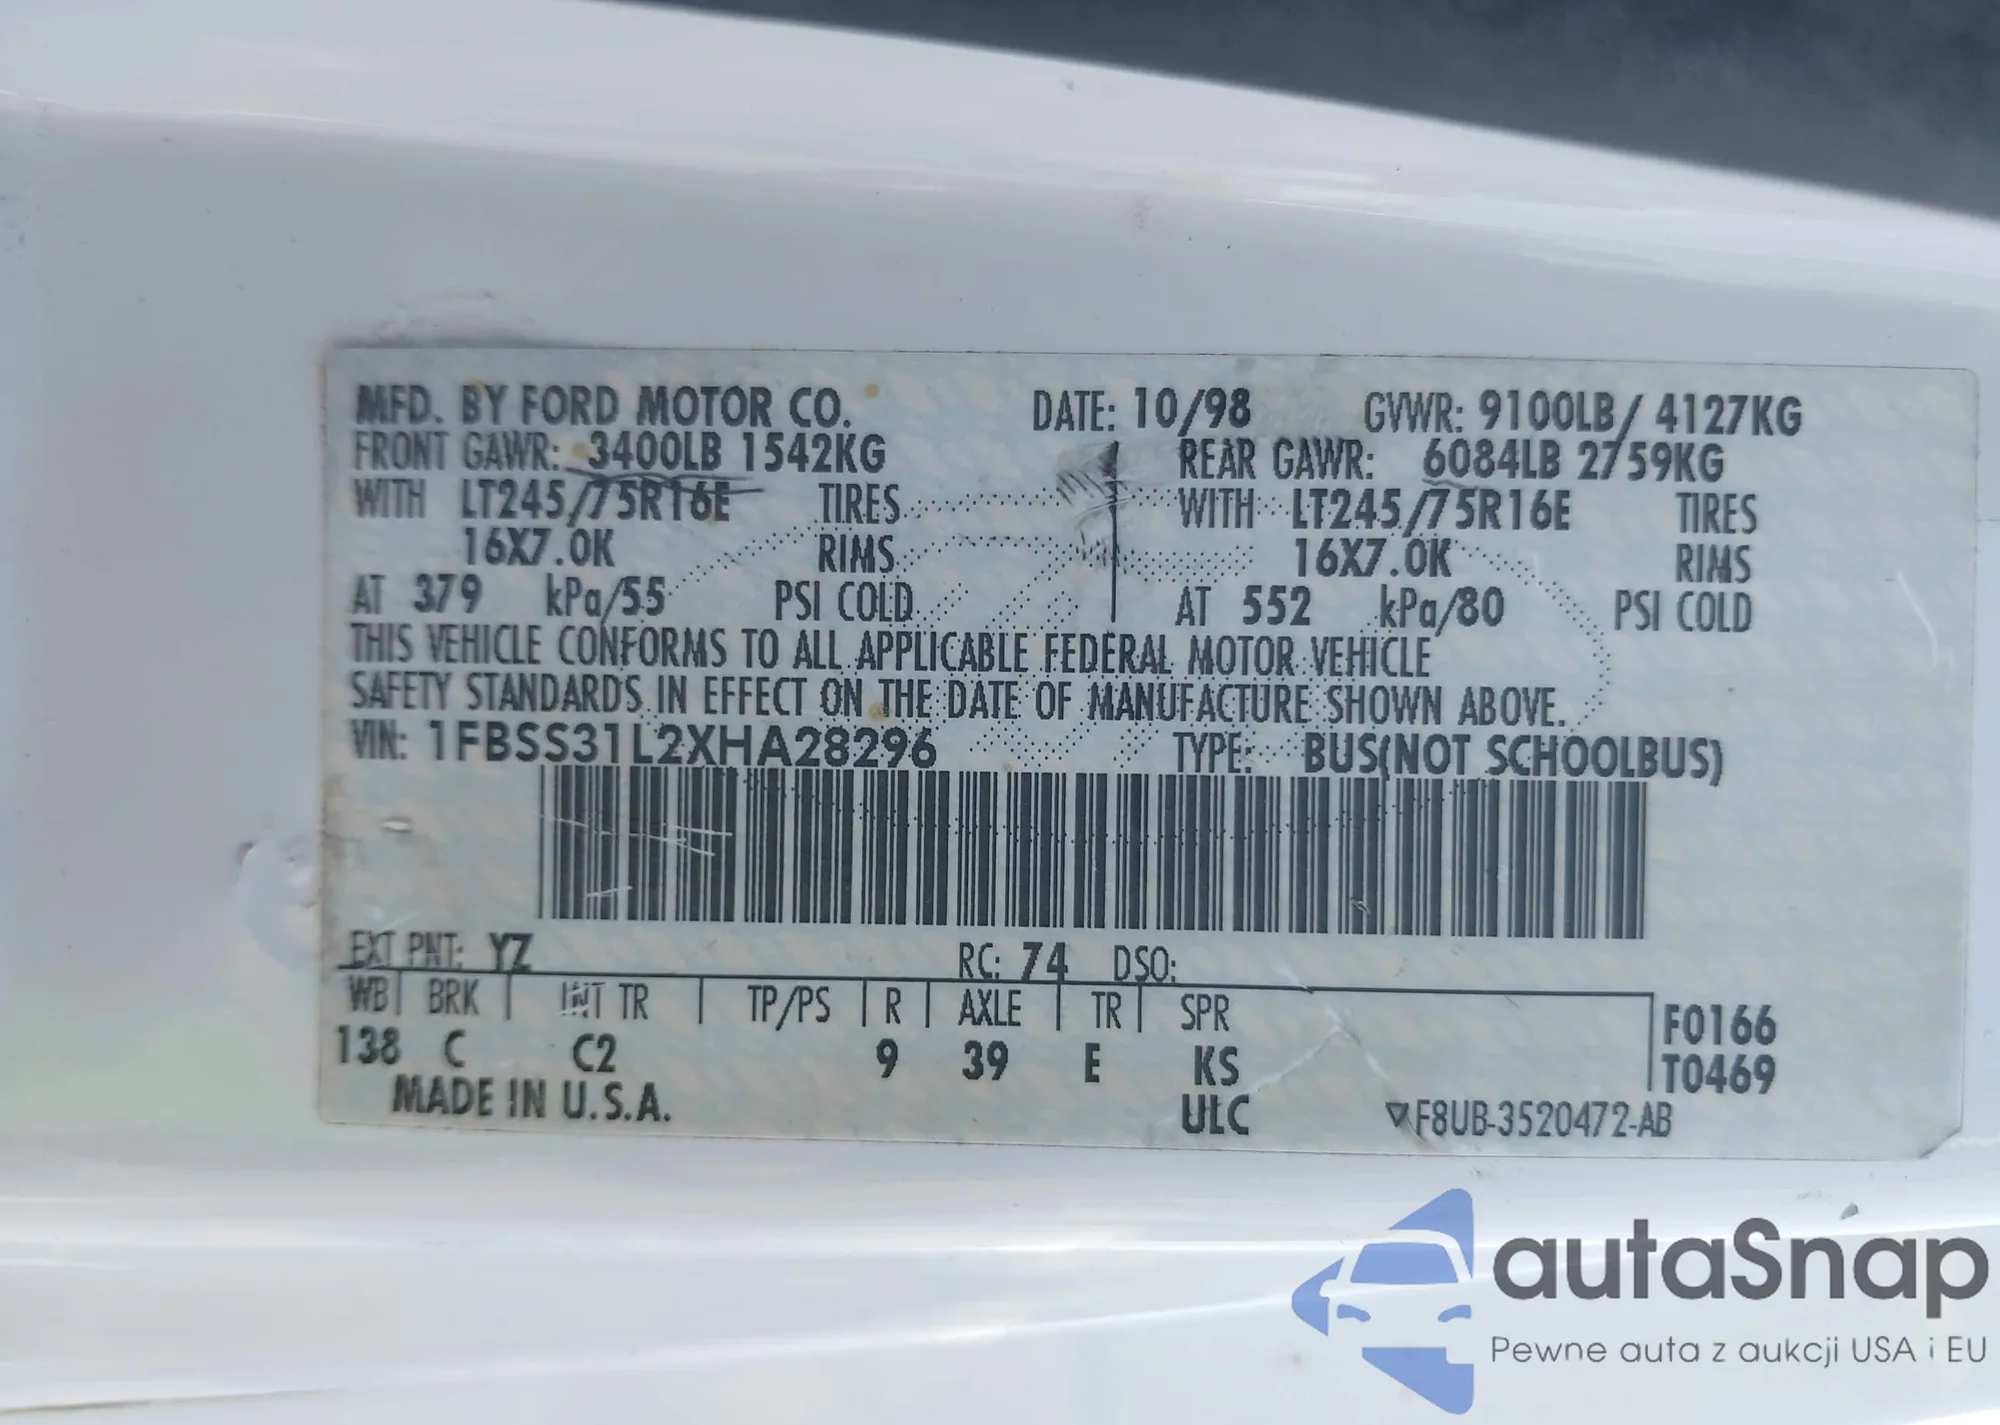 MFD. BY FORD MOTOR CO. DATE: 10/98 GVWR: 9100LB/ 4127KG
FRONT GAWR: 3400LB 1542KG REAR GAWR: 6084LB 2759KG
WITH LT245/75R16E TIRES WITH LT245/75R16E TIRES
16X7.0K RIMS 16X7.0K RIMS
AT 379 kPa/55 PSI COLD AT 552 kPa/80 PSI COLD
THIS VEHICLE CONFORMS TO ALL APPLICABLE FEDERAL MOTOR VEHICLE
SAFETY STANDARDS IN EFFECT ON THE DATE OF MANUFACTURE SHOWN ABOVE.
VIN: 1FBSS31L2XHA28296 TYPE: BUS(NOT SCHOOLBUS)
EXT PNT: YZ RC: 74 DSO:
WB | BRK | INT TR | TP/PS | R | AXLE | TR | SPR F0166
138 C C2 9 39 E KS T0469
MADE IN U.S.A. ULC ▽F8UB-3520472-AB
autaSnap
Pewne auta z aukcji USA i EU